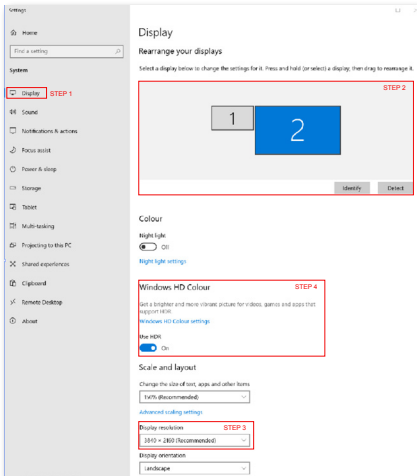 Settings
Home
Find a setting
System
Display STEP 1
Sound
Notifications & actions
Focus assist
Power & sleep
Storage
Tablet
Multi-tasking
Projecting to this PC
Shared experiences
Clipboard
Remote Desktop
About
Display
Rearrange your displays
Select a display below to change the settings for it. Press and hold (or select) a display, then drag to rearrange it.
STEP 2
1 2
Identify Detect
Colour
Night light
Off
Night light settings
Windows HD Colour STEP 4
Get a brighter and more vibrant picture for videos, games and apps that
support HDR.
Windows HD Colour settings
Use HDR
On
Scale and layout
Change the size of text, apps and other items
150% (Recommended)
Advanced scaling settings
Display resolution STEP 3
3840 × 2160 (Recommended)
Display orientation
Landscape